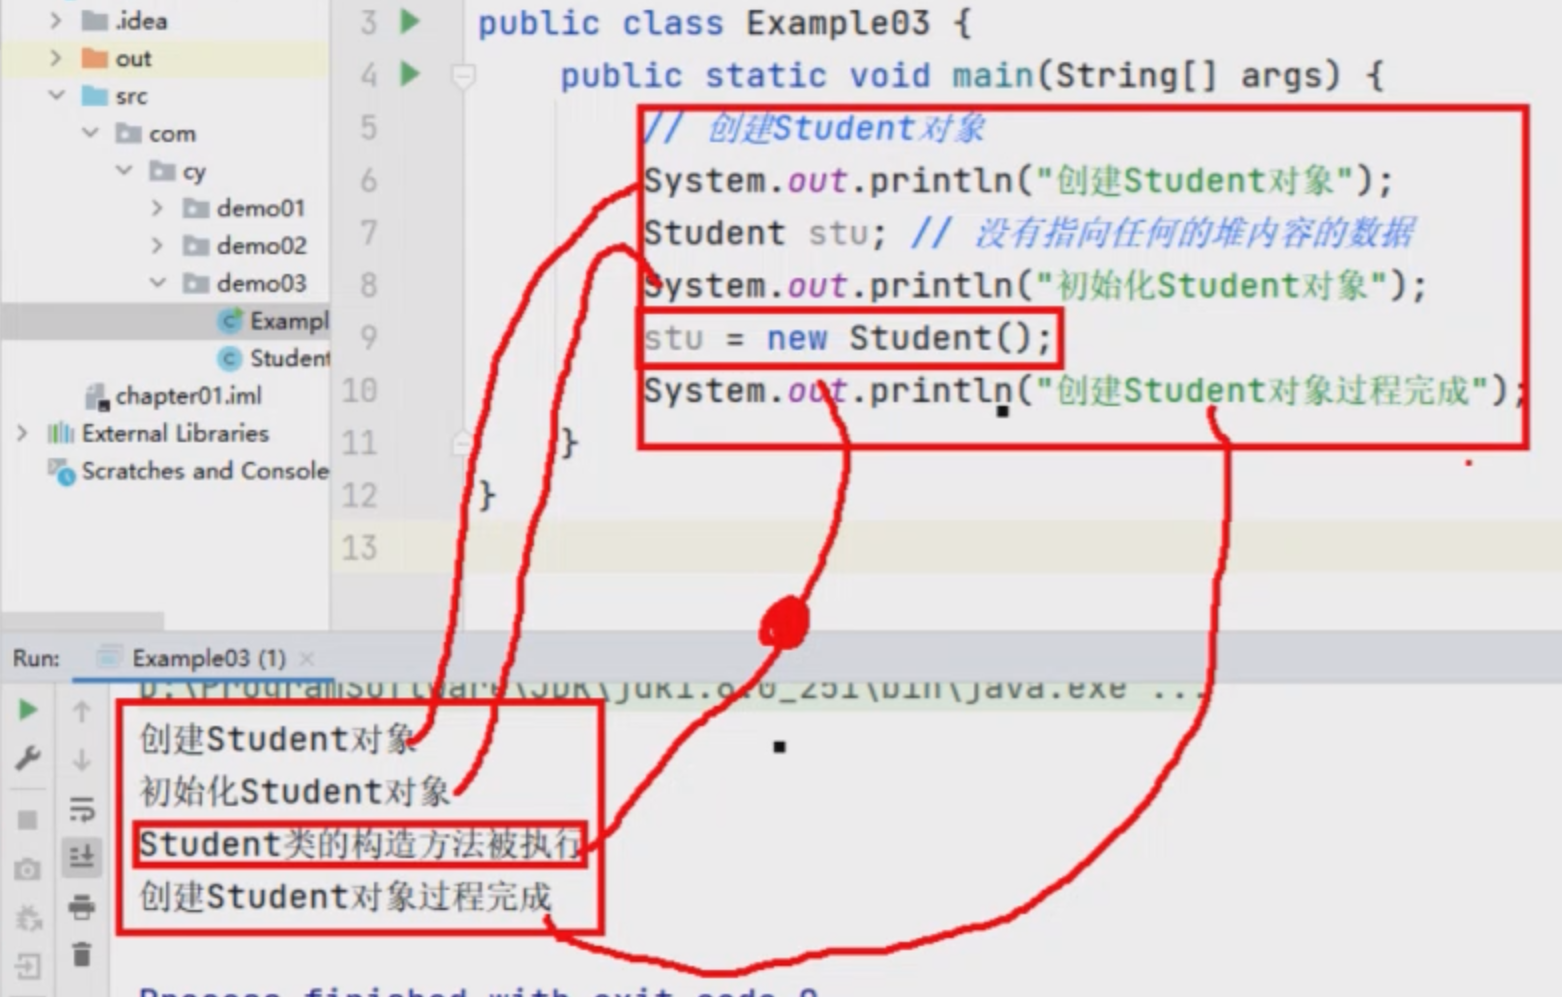 .idea
out
src
com
cy
demo01
demo02
demo03
Exampl
Student
chapter01.iml
External Libraries
Scratches and Console
3 public class Example03 {
4 public static void main(String[] args) {
5 // 创建Student对象
6 System.out.println("创建Student对象");
7 Student stu; // 没有指向任何的堆内容的数据
8 System.out.println("初始化Student对象");
9 stu = new Student();
10 System.out.println("创建Student对象过程完成");
11 }
12 }
13
Run: Example03 (1)
D:\ProgramSoftware\JDK\jdk1.8.0_251\bin\java.exe ...
创建Student对象
初始化Student对象
Student类的构造方法被执行
创建Student对象过程完成
Process finished with exit code 0